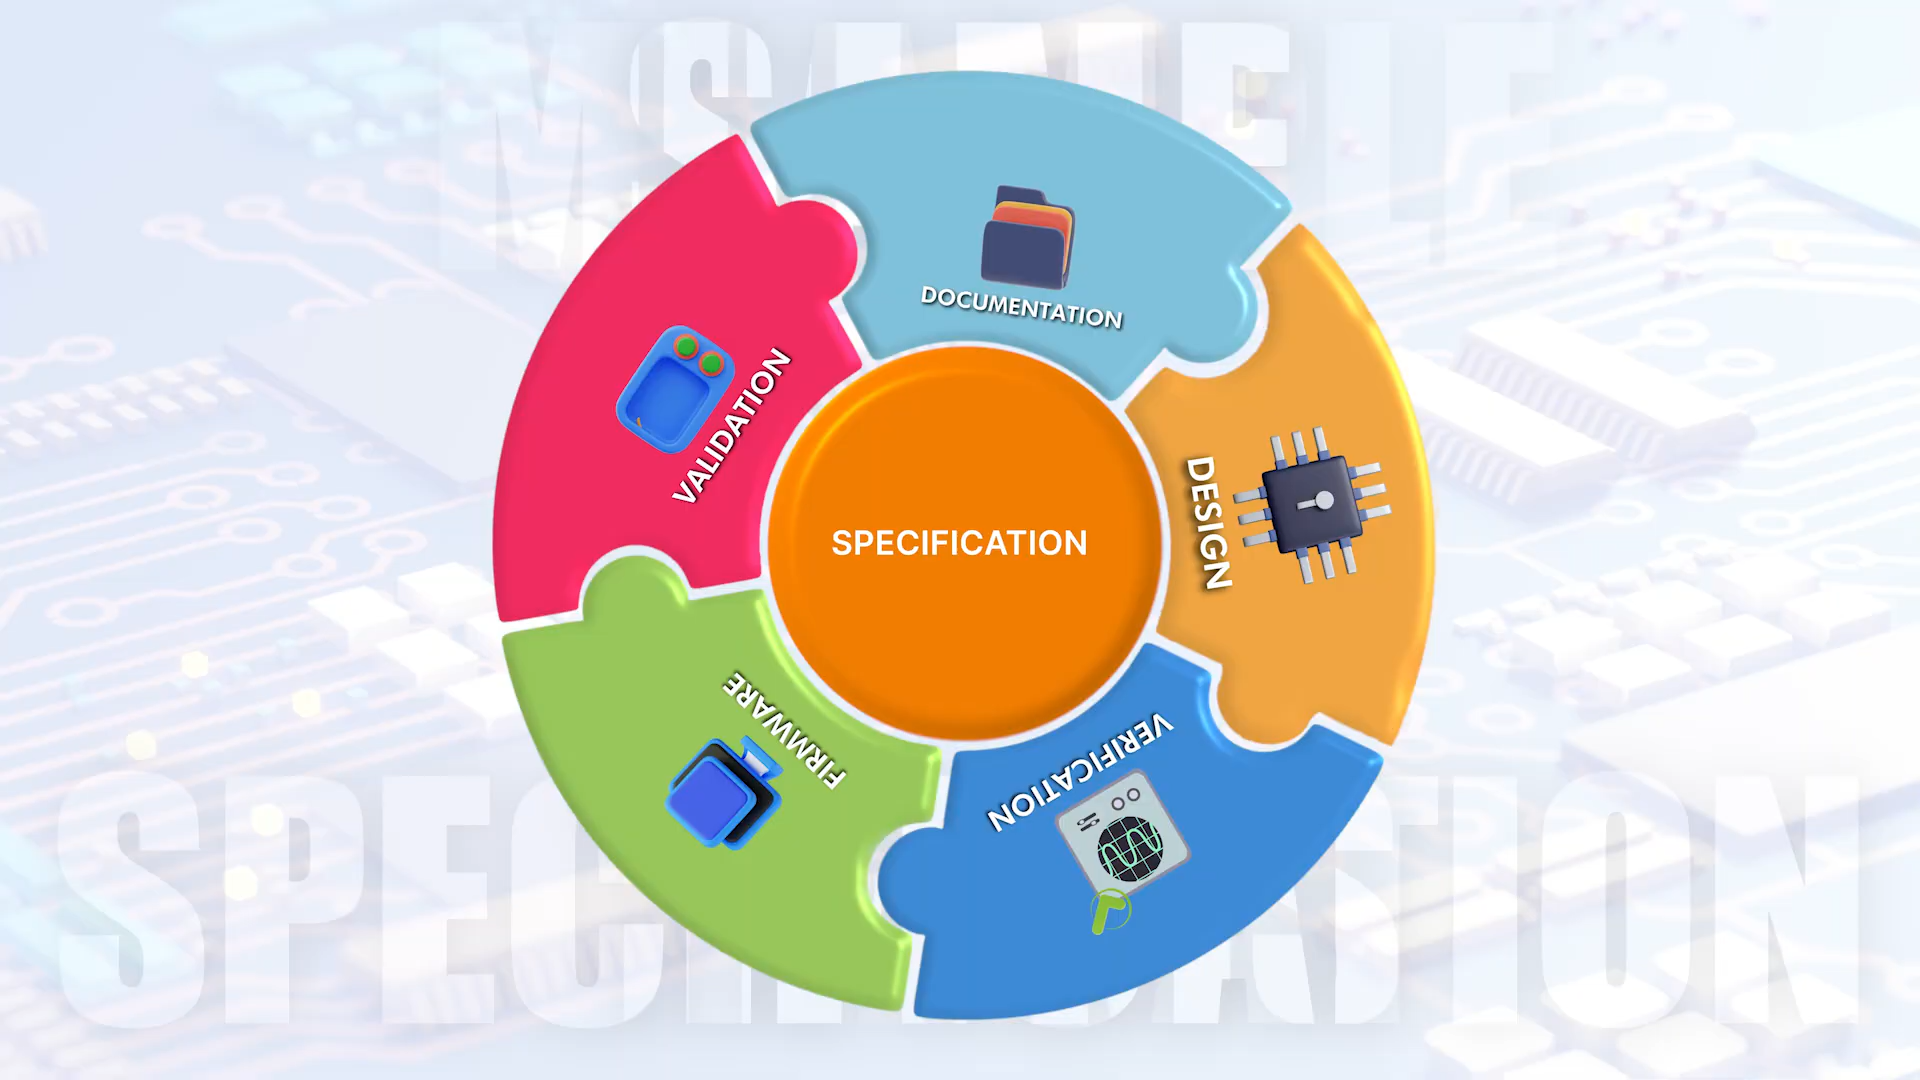 DOCUMENTATION
VALIDATION
DESIGN
SPECIFICATION
FIRMWARE
VERIFICATION